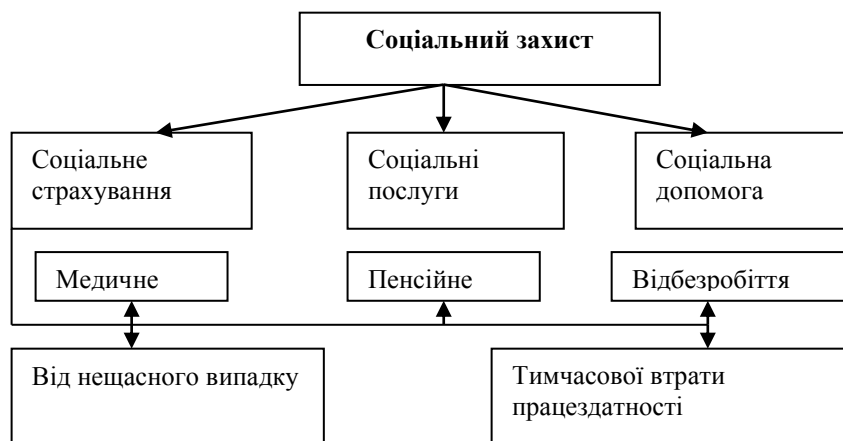 Соціальний захист
Соціальне
страхування
Соціальні
послуги
Соціальна
допомога
Медичне
Пенсійне
Відбезробіття
Від нещасного випадку
Тимчасової втрати
працездатності